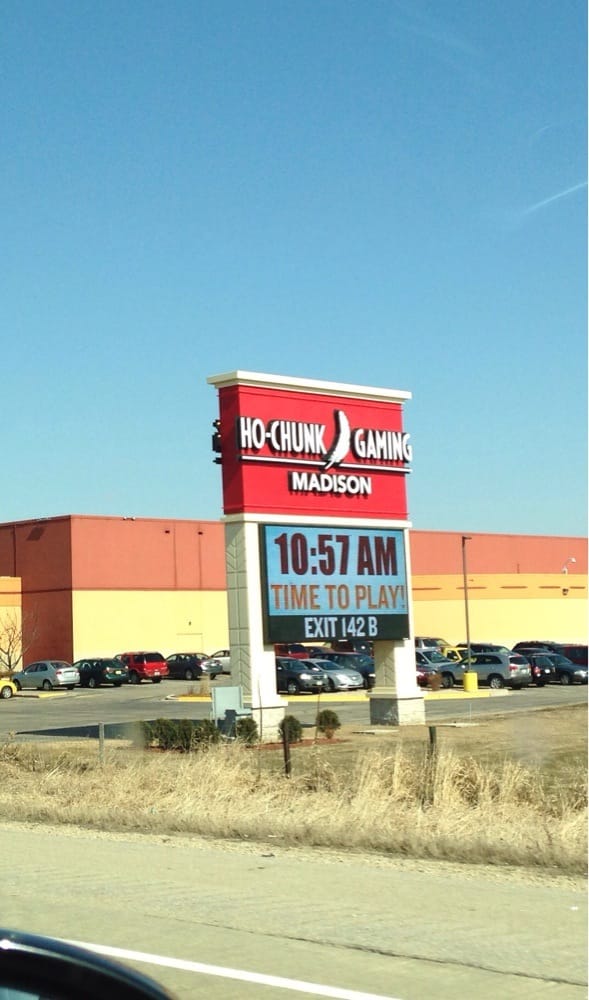 HO-CHUNK GAMING
MADISON
10:57 AM
TIME TO PLAY!
EXIT 142 B